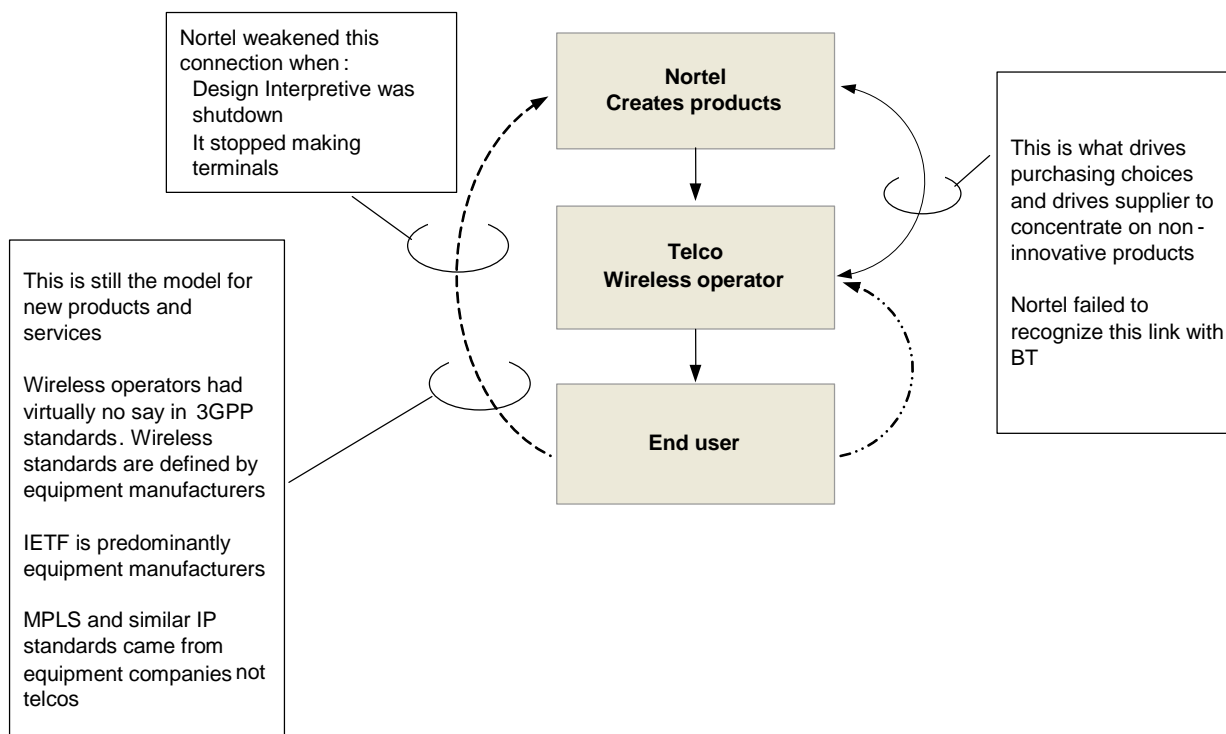 Nortel weakened this
connection when :
Design Interpretive was
shutdown
It stopped making
terminals
Nortel
Creates products
This is what drives
purchasing choices
and drives supplier to
concentrate on non -
innovative products
Nortel failed to
recognize this link with
BT
Telco
Wireless operator
This is still the model for
new products and
services
Wireless operators had
virtually no say in 3GPP
standards. Wireless
standards are defined by
equipment manufacturers
IETF is predominantly
equipment manufacturers
MPLS and similar IP
standards came from
equipment companies not
telcos
End user